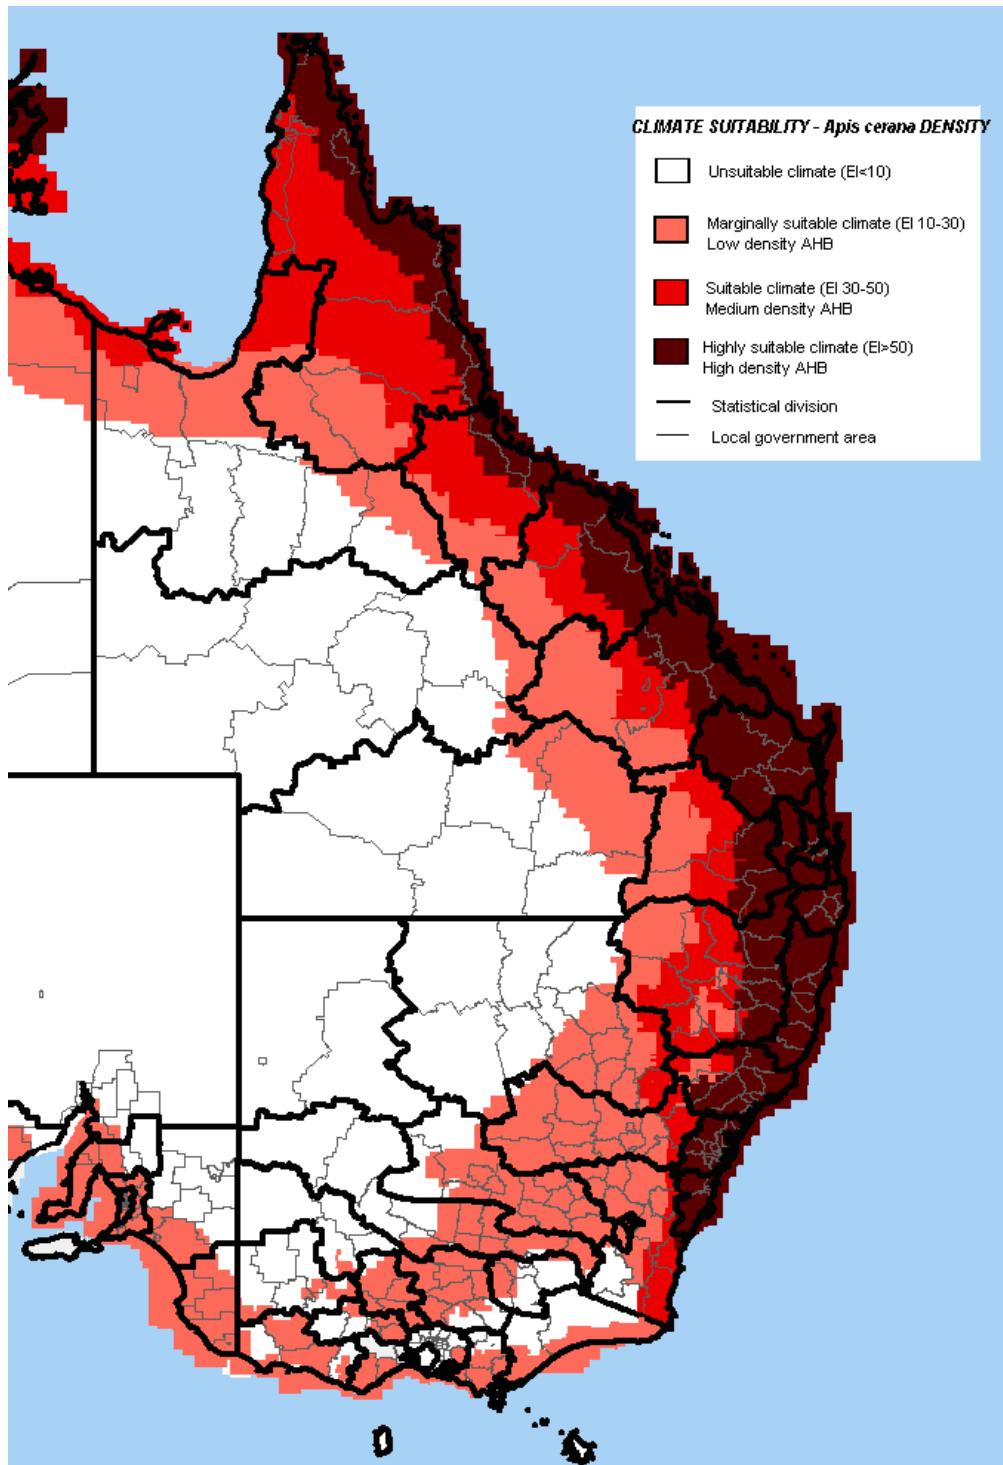 CLIMATE SUITABILITY - Apis cerana DENSITY
Unsuitable climate (EI<10)
Marginally suitable climate (EI 10-30)
Low density AHB
Suitable climate (EI 30-50)
Medium density AHB
Highly suitable climate (EI>50)
High density AHB
Statistical division
Local government area